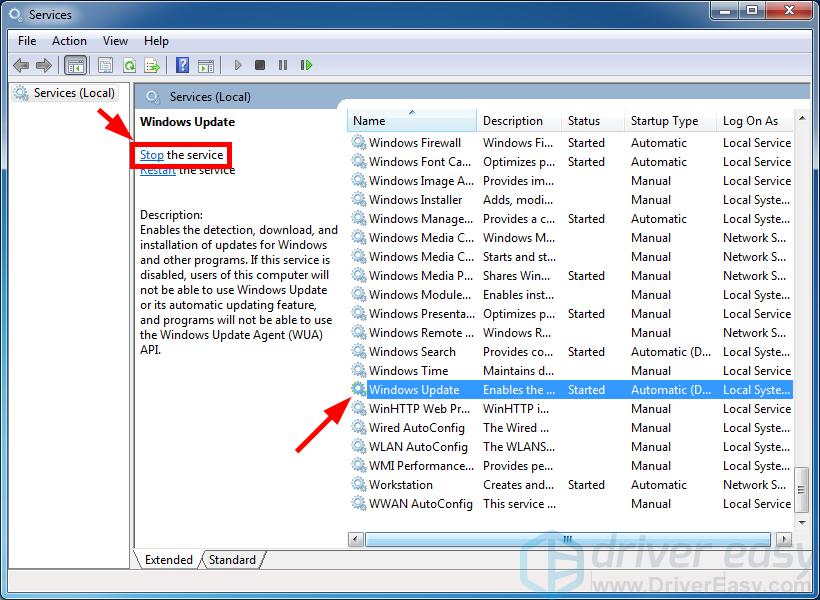 Services
File Action View Help
Services (Local)
Services (Local)
Windows Update
Stop the service
Restart the service
Description:
Enables the detection, download, and
installation of updates for Windows
and other programs. If this service is
disabled, users of this computer will
not be able to use Windows Update
or its automatic updating feature,
and programs will not be able to use
the Windows Update Agent (WUA)
API.
Name Description Status Startup Type Log On As
Windows Firewall Windows Fi... Started Automatic Local Service
Windows Font Ca... Optimizes p... Started Automatic Local Service
Windows Image A... Provides im... Manual Local Service
Windows Installer Adds, modi... Manual Local Syste...
Windows Manage... Provides a c... Started Automatic Local Syste...
Windows Media C... Windows M... Manual Network S...
Windows Media C... Starts and st... Manual Network S...
Windows Media P... Shares Win... Started Manual Network S...
Windows Module... Enables inst... Manual Local Syste...
Windows Presenta... Optimizes p... Started Manual Local Service
Windows Remote ... Windows R... Manual Network S...
Windows Search Provides co... Started Automatic (D... Local Syste...
Windows Time Maintains d... Manual Local Service
Windows Update Enables the ... Started Automatic (D... Local Syste...
WinHTTP Web Pr... WinHTTP i... Manual Local Service
Wired AutoConfig The Wired ... Manual Local Syste...
WLAN AutoConfig The WLANS... Manual Local Syste...
WMI Performance... Provides pe... Manual Local Syste...
Workstation Creates and... Started Automatic Network S...
WWAN AutoConfig This service ... Manual Local Service
Extended Standard
driver easy
www.DriverEasy.com